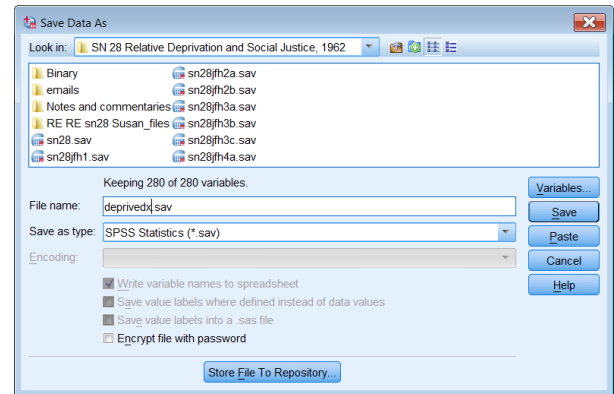 Save Data As
Look in: SN 28 Relative Deprivation and Social Justice, 1962
Binary
emails
Notes and commentaries
RE RE sn28 Susan_files
sn28.sav
sn28jfh1.sav
sn28jfh2a.sav
sn28jfh2b.sav
sn28jfh3a.sav
sn28jfh3b.sav
sn28jfh3c.sav
sn28jfh4a.sav
Keeping 280 of 280 variables.
Variables...
File name: deprivedx.sav
Save
Save as type: SPSS Statistics (*.sav)
Paste
Encoding:
Cancel
Write variable names to spreadsheet
Help
Save value labels where defined instead of data values
Save value labels into a .sas file
Encrypt file with password
Store File To Repository...